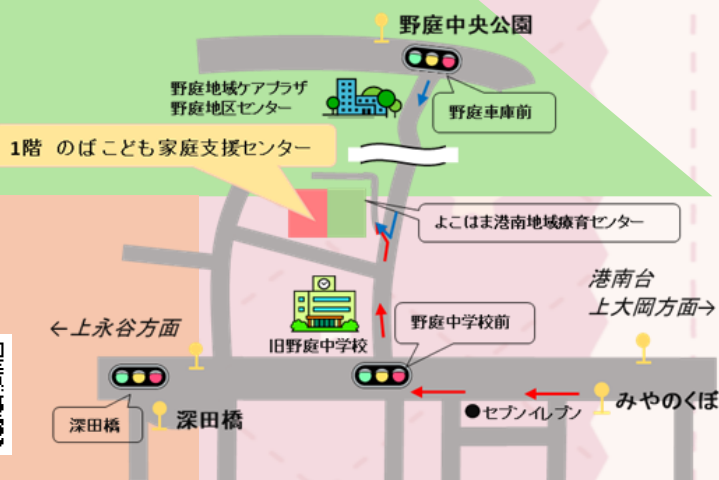 野庭中央公園
野庭地域ケアプラザ
野庭地区センター
野庭車庫前
1階 のばこども家庭支援センター
よこはま港南地域療育センター
港南台
上大岡方面→
←上永谷方面
野庭中学校前
旧野庭中学校
みやのくぼ
●セブンイレブン
深田橋
深田橋